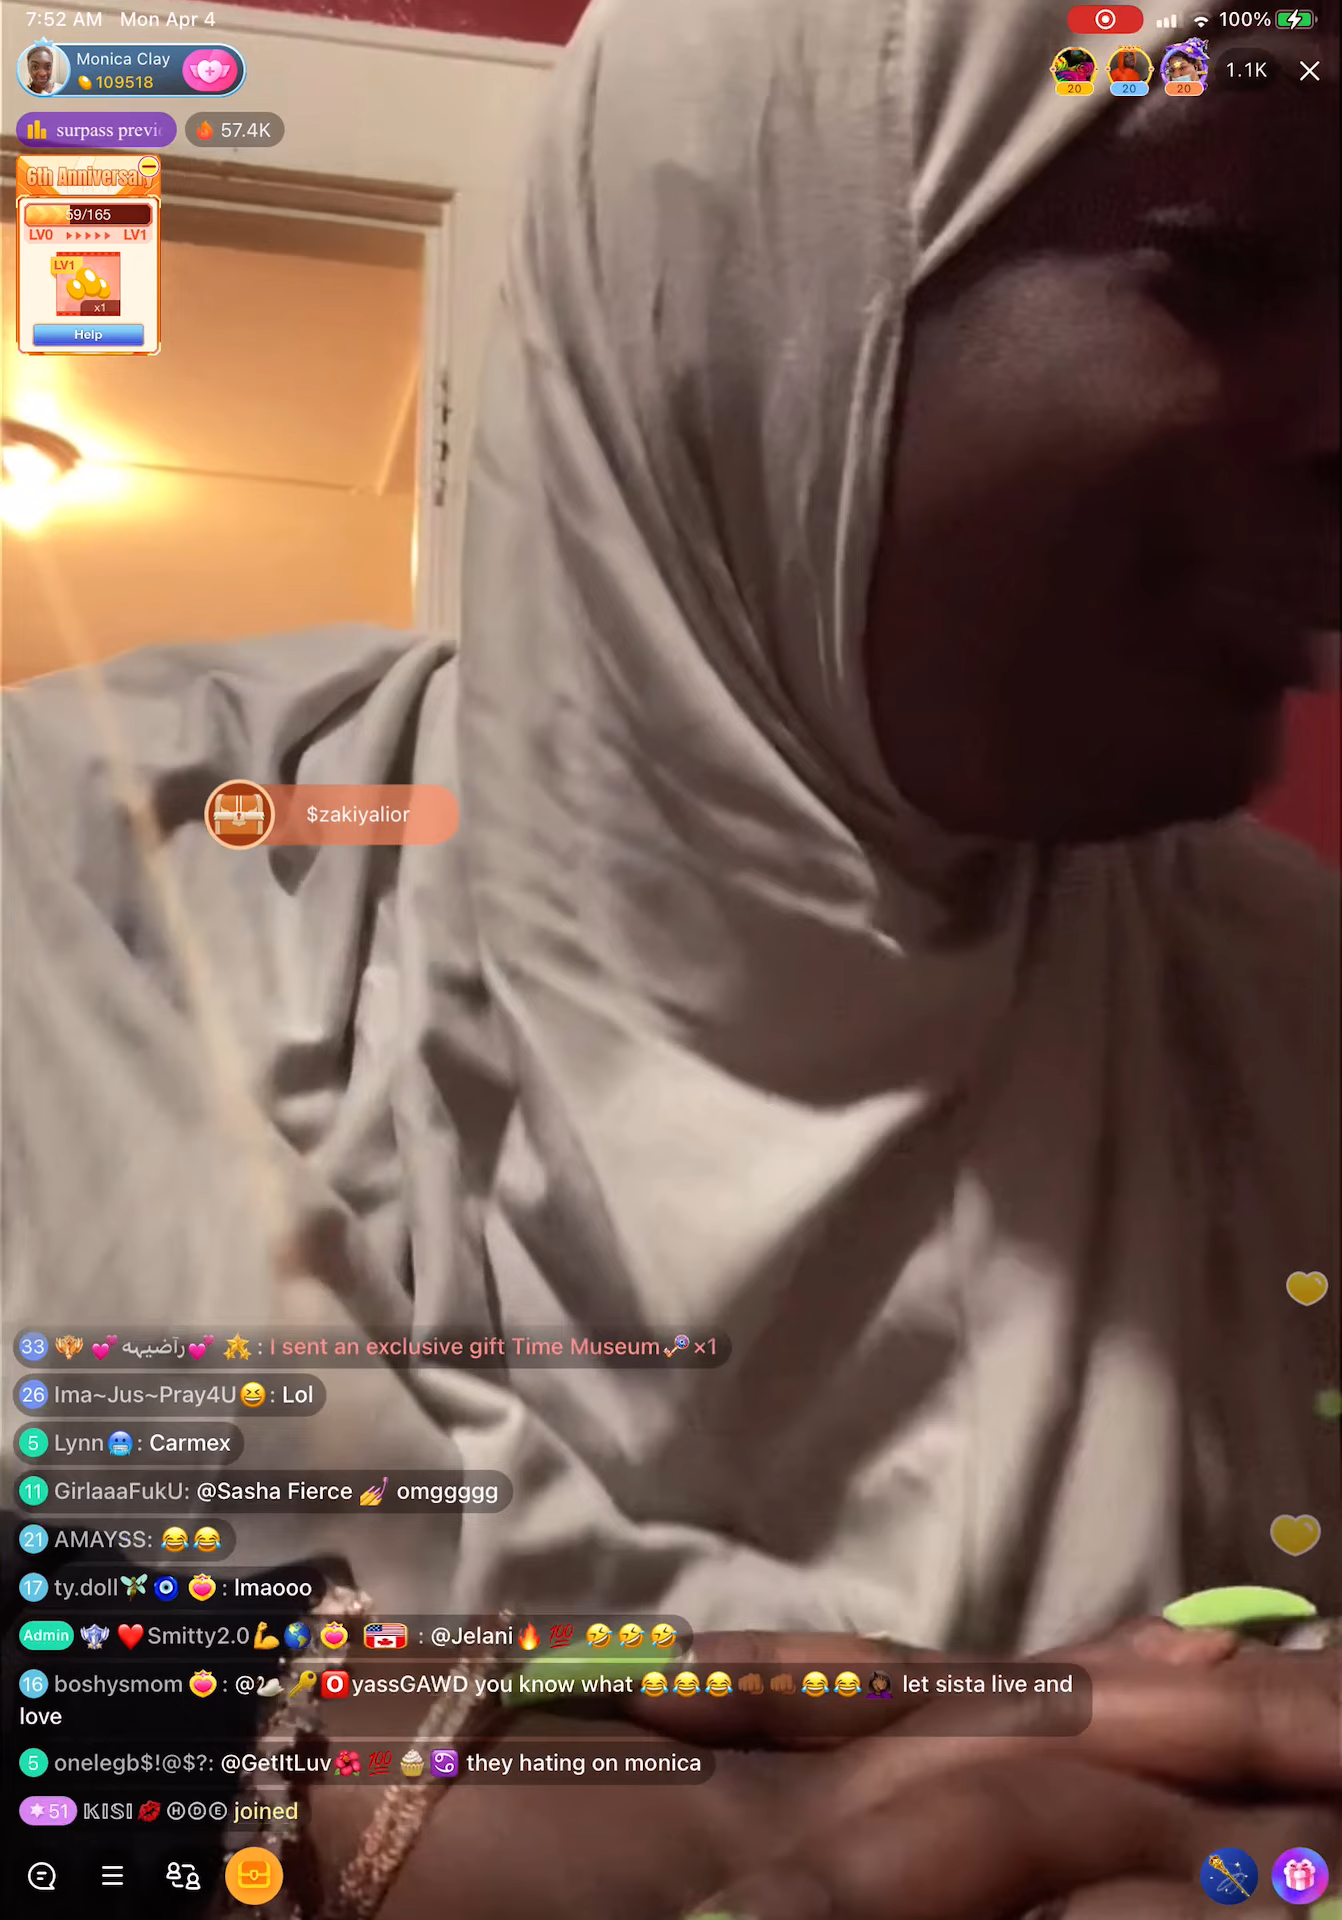 7:52 AM Mon Apr 4
100%
Monica Clay
109518
20
20
20
1.1K
surpass previ
57.4K
6th Anniversary
59/165
LV0 LV1
LV1
x1
Help
$zakiyalior
33 💕رآضيہه💕 : I sent an exclusive gift Time Museum ×1
26 Ima~Jus~Pray4U😆: Lol
5 Lynn🥶: Carmex
11 GirlaaaFukU: @Sasha Fierce 💅 omggggg
21 AMAYSS: 😂😂
17 ty.doll🧚🧿 : lmaooo
Admin ❤️Smitty2.0💪🌎 : @Jelani🔥💯 🤣🤣🤣
16 boshysmom : @🦢🔑🅾️yassGAWD you know what 😂😂😂👊🏾👊🏾😂😂🤦🏾‍♀️ let sista live and
love
5 onelegb$!@$?: @GetItLuv🌺💯🧁♋ they hating on monica
51 𝕂𝕀𝕊𝕀💋ⒽⒹⒺ joined